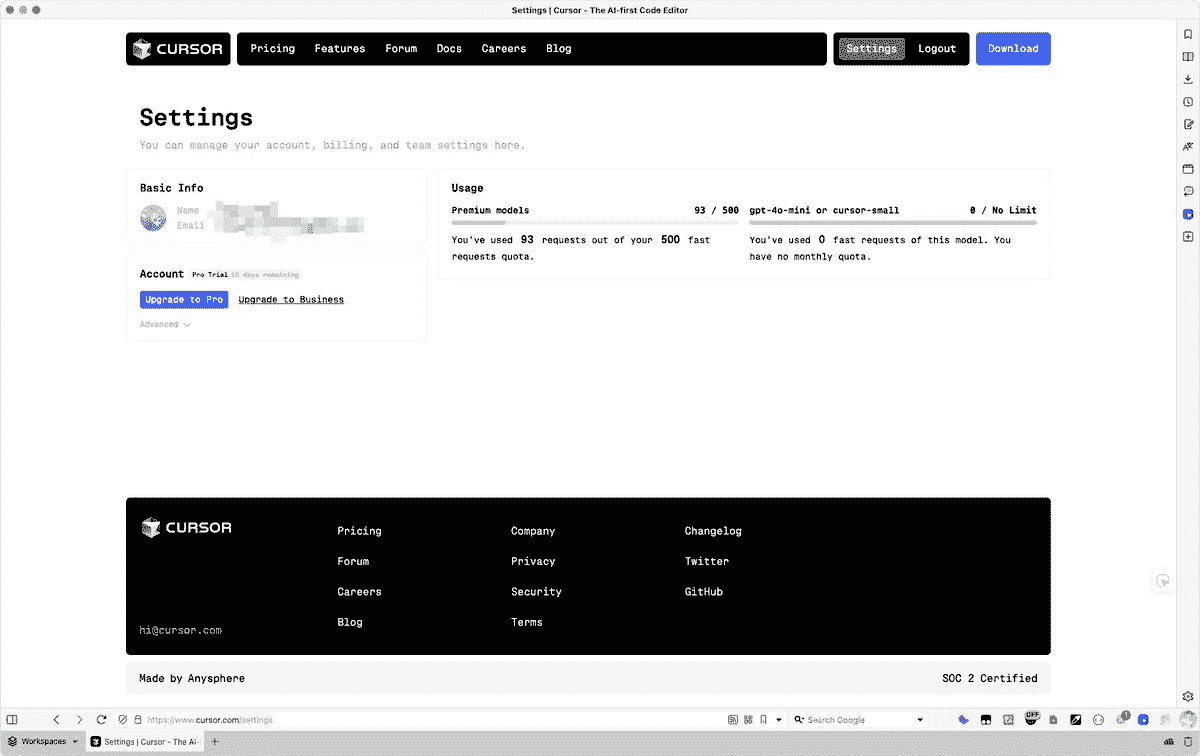 Settings | Cursor - The AI-first Code Editor
CURSOR
Pricing Features Forum Docs Careers Blog
Settings Logout Download
Settings
You can manage your account, billing, and team settings here.
Basic Info
Name
Email
Account Pro Trial 10 days remaining
Upgrade to Pro Upgrade to Business
Advanced
Usage
Premium models 93 / 500
You've used 93 requests out of your 500 fast
requests quota.
gpt-4o-mini or cursor-small 0 / No Limit
You've used 0 fast requests of this model. You
have no monthly quota.
CURSOR
hi@cursor.com
Pricing
Forum
Careers
Blog
Company
Privacy
Security
Terms
Changelog
Twitter
GitHub
Made by Anysphere SOC 2 Certified
https://www.cursor.com/settings
Search Google
OFF
1
Workspaces
Settings | Cursor - The AI-